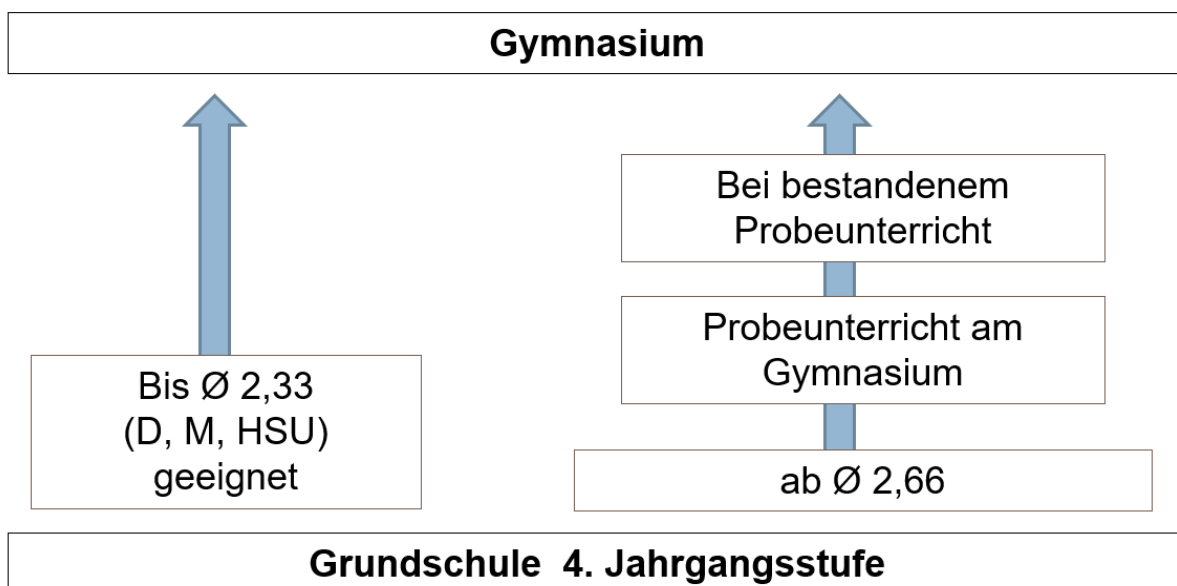 Gymnasium
Bei bestandenem
Probeunterricht
Probeunterricht am
Gymnasium
Bis Ø 2,33
(D, M, HSU)
geeignet
ab Ø 2,66
Grundschule 4. Jahrgangsstufe